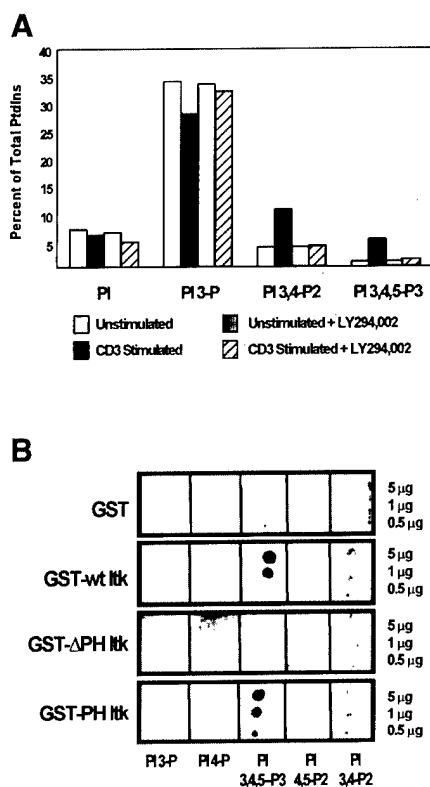 A
Percent of Total PtdIns
40
35
30
25
20
15
10
5
PI
PI 3-P
PI 3,4-P2
PI 3,4,5-P3
Unstimulated
Unstimulated + LY294,002
CD3 Stimulated
CD3 Stimulated + LY294,002
B
GST
5 µg
1 µg
0.5 µg
GST-wt Itk
5 µg
1 µg
0.5 µg
GST-ΔPH Itk
5 µg
1 µg
0.5 µg
GST-PH Itk
5 µg
1 µg
0.5 µg
PI 3-P
PI 4-P
PI
3,4,5-P3
PI
4,5-P2
PI
3,4-P2